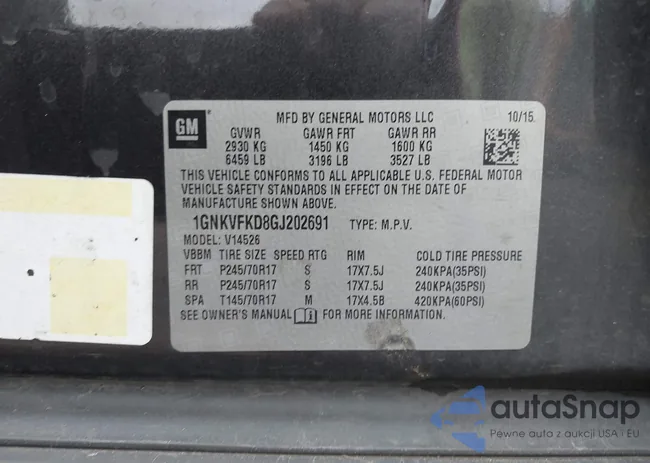 GM
MFD BY GENERAL MOTORS LLC 10/15
GVWR GAWR FRT GAWR RR
2930 KG 1450 KG 1600 KG
6459 LB 3196 LB 3527 LB
THIS VEHICLE CONFORMS TO ALL APPLICABLE U.S. FEDERAL MOTOR
VEHICLE SAFETY STANDARDS IN EFFECT ON THE DATE OF
MANUFACTURE SHOWN ABOVE.
1GNKVFKD8GJ202691 TYPE: M.P.V.
MODEL: V14526
VBBM TIRE SIZE SPEED RTG RIM COLD TIRE PRESSURE
FRT P245/70R17 S 17X7.5J 240KPA(35PSI)
RR P245/70R17 S 17X7.5J 240KPA(35PSI)
SPA T145/70R17 M 17X4.5B 420KPA(60PSI)
SEE OWNER'S MANUAL FOR MORE INFORMATION.
autaSnap
Pewne auta z aukcji USA i EU